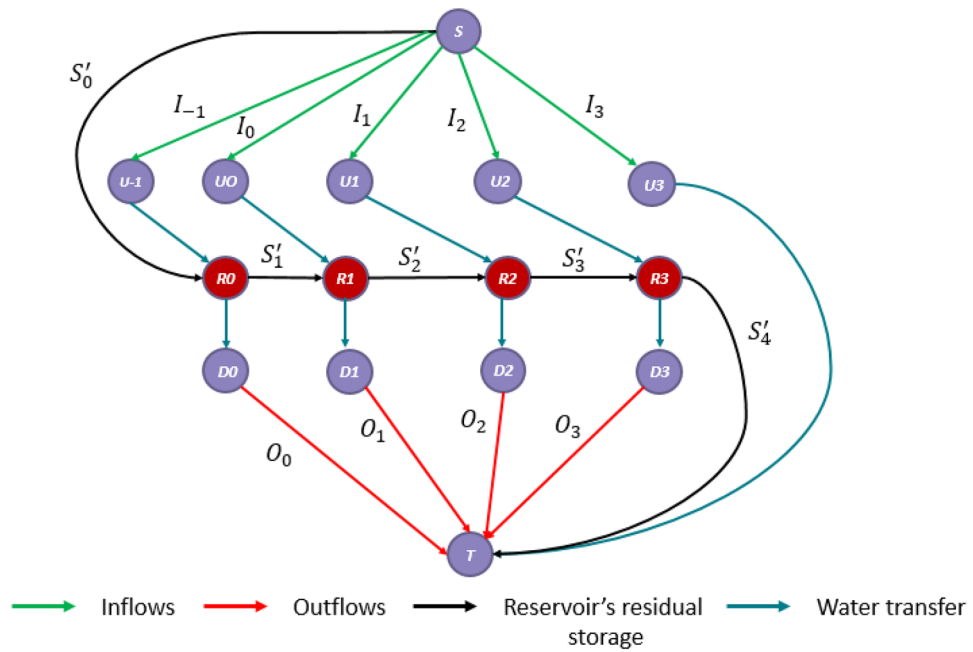 S
S′₀
I₋₁
I₀
I₁
I₂
I₃
U-1
UO
U1
U2
U3
S′₁
S′₂
S′₃
R0
R1
R2
R3
S′₄
D0
D1
D2
D3
O₀
O₁
O₂
O₃
T
Inflows
Outflows
Reservoir's residual
storage
Water transfer